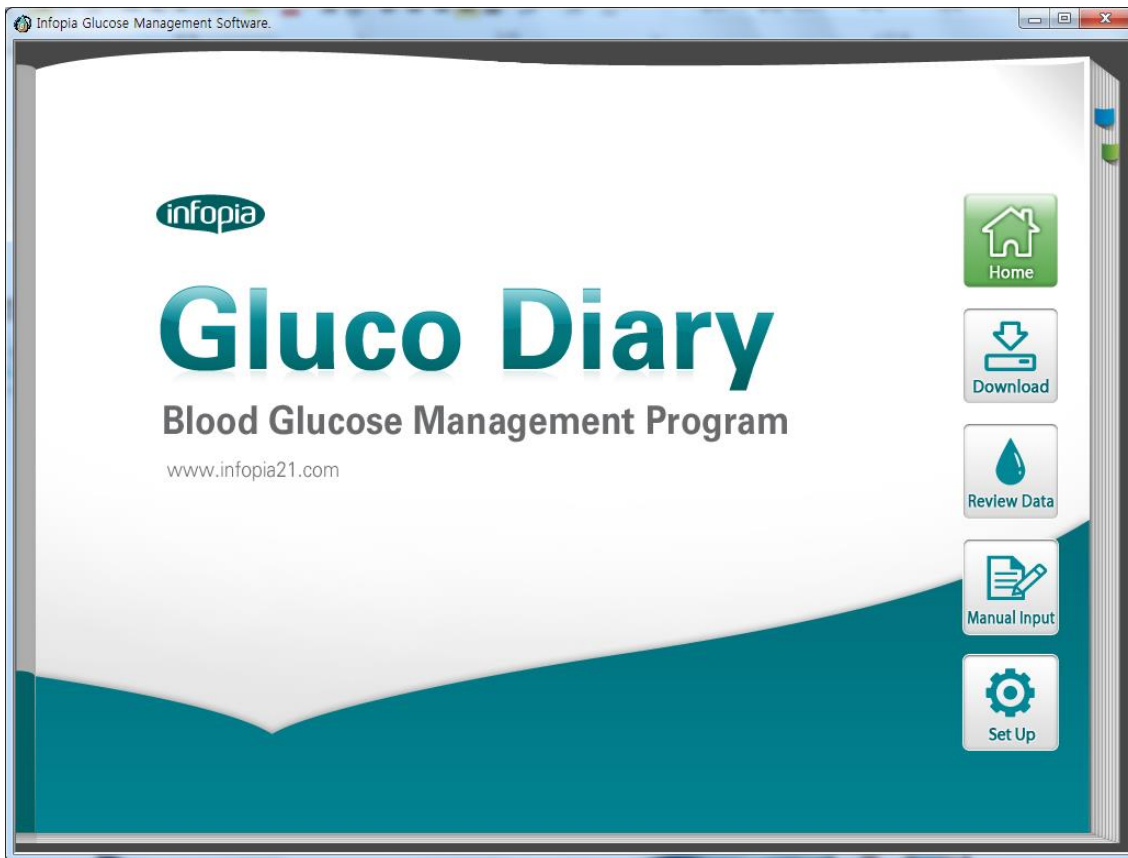 Infopia Glucose Management Software.
infopia
Gluco Diary
Blood Glucose Management Program
www.infopia21.com
Home
Download
Review Data
Manual Input
Set Up